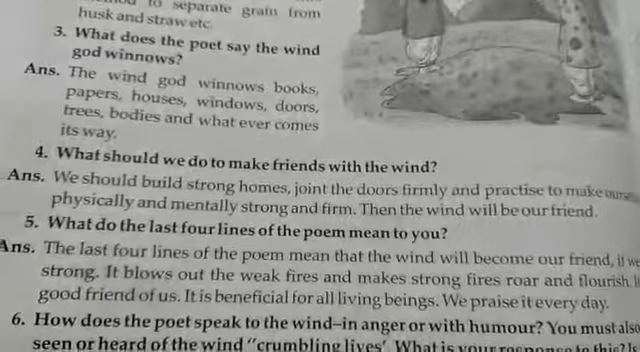 to separate grain from
husk and straw etc.
3. What does the poet say the wind
god winnows?
Ans. The wind god winnows books,
papers, houses, windows, doors,
trees, bodies and what ever comes
its way.
4. What should we do to make friends with the wind?
Ans. We should build strong homes, joint the doors firmly and practise to make
physically and mentally strong and firm. Then the wind will be our friend.
5. What do the last four lines of the poem mean to you?
Ans. The last four lines of the poem mean that the wind will become our friend, if we
strong. It blows out the weak fires and makes strong fires roar and flourish.
good friend of us. It is beneficial for all living beings. We praise it every day.
6. How does the poet speak to the wind–in anger or with humour? You must also
seen or heard of the wind "crumbling lives'. What is your response to this? Is